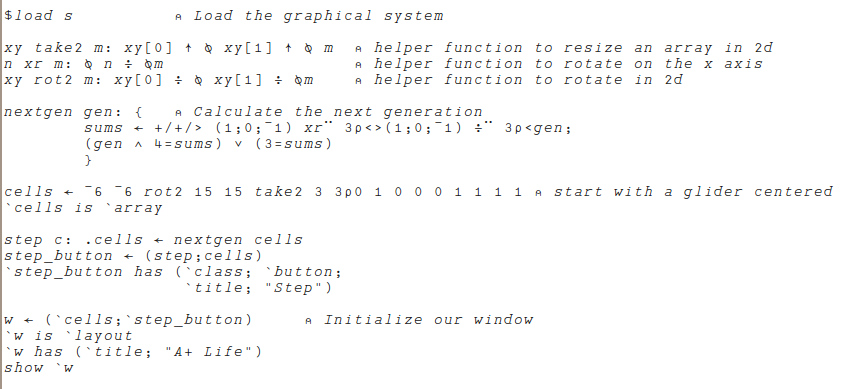 $load s ⍝ Load the graphical system
xy take2 m: xy[0] ↑ ⍉ xy[1] ↑ ⍉ m ⍝ helper function to resize an array in 2d
n xr m: ⍉ n ÷ ⍉m ⍝ helper function to rotate on the x axis
xy rot2 m: xy[0] ÷ ⍉ xy[1] ÷ ⍉m ⍝ helper function to rotate in 2d
nextgen gen: { ⍝ Calculate the next generation
sums ← +/+/> (1;0;¯1) xr¨ 3⍴<>(1;0;¯1) ÷¨ 3⍴<gen;
(gen ∧ 4=sums) ∨ (3=sums)
}
cells ← ¯6 ¯6 rot2 15 15 take2 3 3⍴0 1 0 0 0 1 1 1 1 ⍝ start with a glider centered
`cells is `array
step c: .cells ← nextgen cells
step_button ← (step;cells)
`step_button has (`class; `button;
`title; "Step")
w ← (`cells;`step_button) ⍝ Initialize our window
`w is `layout
`w has (`title; "A+ Life")
show `w